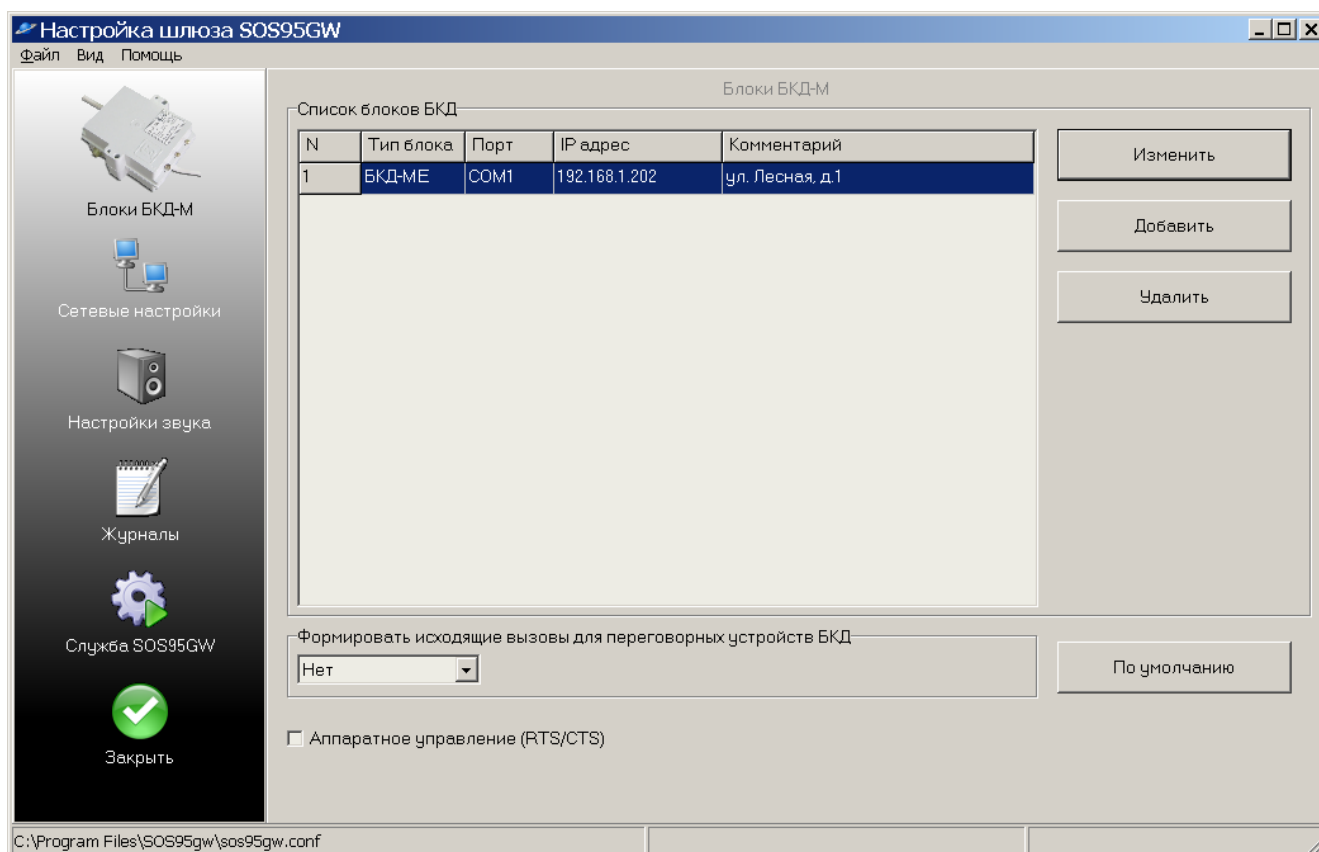 Настройка шлюза SOS95GW
Файл Вид Помощь
Блоки БКД-М
Сетевые настройки
Настройки звука
Журналы
Служба SOS95GW
Закрыть
Блоки БКД-М
Список блоков БКД
N Тип блока Порт IP адрес Комментарий
1 БКД-МЕ COM1 192.168.1.202 ул. Лесная, д.1
Изменить
Добавить
Удалить
Формировать исходящие вызовы для переговорных устройств БКД
Нет
По умолчанию
Аппаратное управление (RTS/CTS)
C:\Program Files\SOS95gw\sos95gw.conf